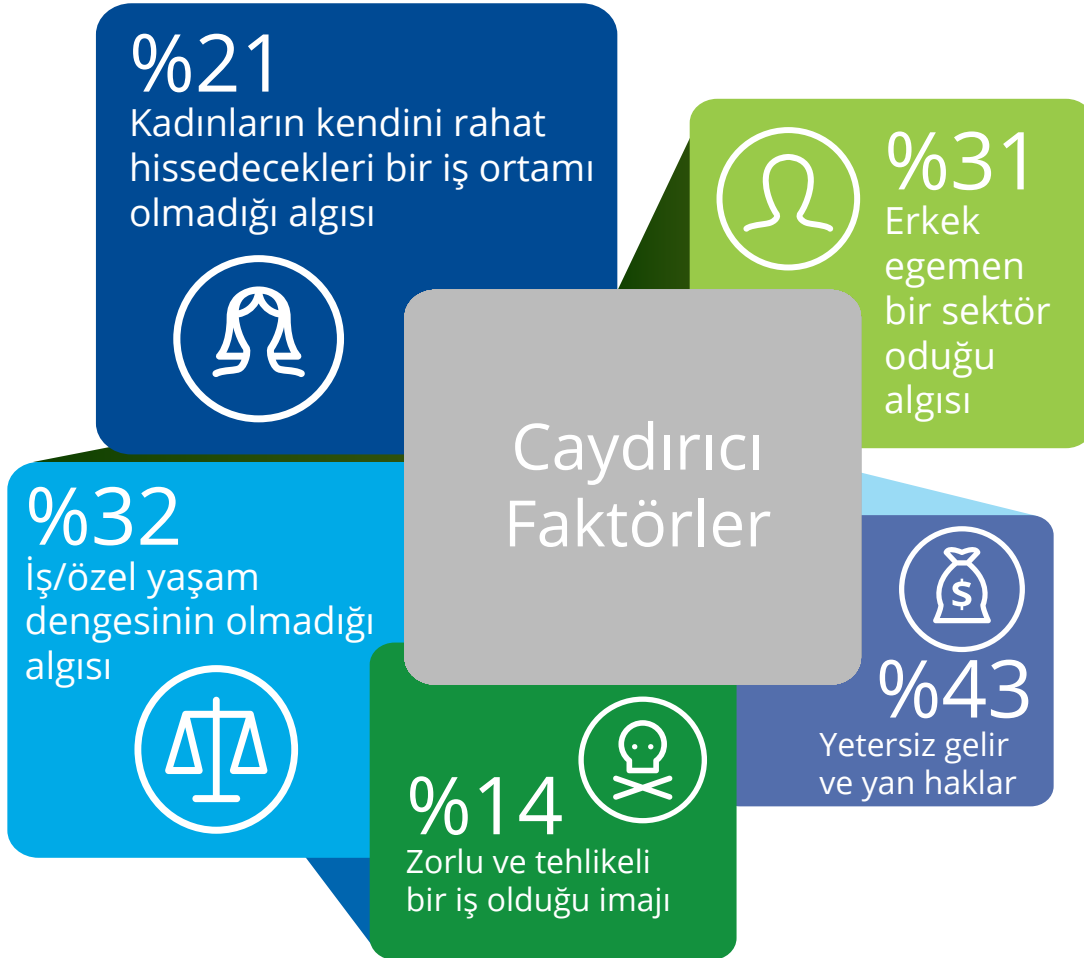 %21
Kadınların kendini rahat
hissedecekleri bir iş ortamı
olmadığı algısı
%31
Erkek
egemen
bir sektör
oduğu
algısı
Caydırıcı
Faktörler
%32
İş/özel yaşam
dengesinin olmadığı
algısı
$
%43
Yetersiz gelir
ve yan haklar
%14
Zorlu ve tehlikeli
bir iş olduğu imajı